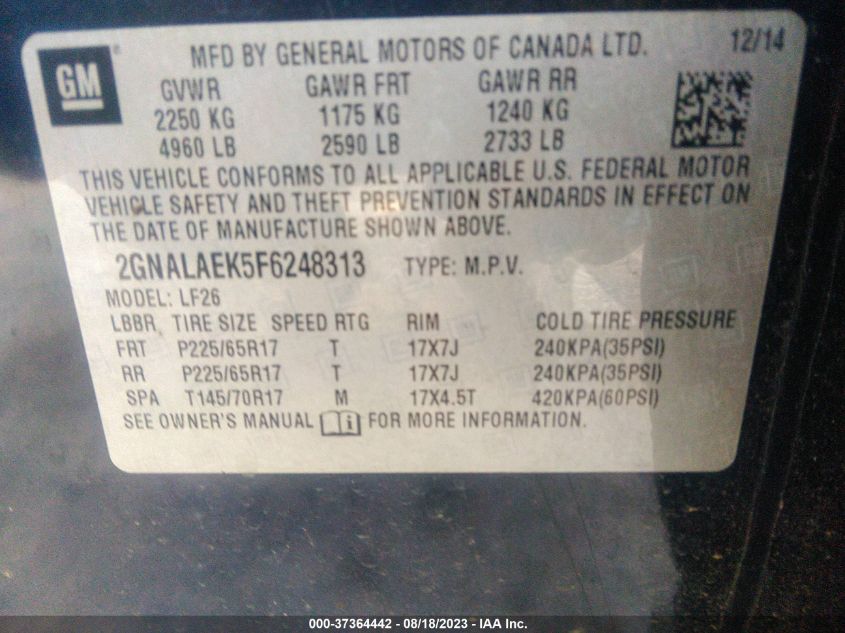 GM
MFD BY GENERAL MOTORS OF CANADA LTD. 12/14
GVWR GAWR FRT GAWR RR
2250 KG 1175 KG 1240 KG
4960 LB 2590 LB 2733 LB
THIS VEHICLE CONFORMS TO ALL APPLICABLE U.S. FEDERAL MOTOR
VEHICLE SAFETY AND THEFT PREVENTION STANDARDS IN EFFECT ON
THE DATE OF MANUFACTURE SHOWN ABOVE.
2GNALAEK5F6248313 TYPE: M.P.V.
MODEL: LF26
LBBR, TIRE SIZE SPEED RTG RIM COLD TIRE PRESSURE
FRT P225/65R17 T 17X7J 240KPA(35PSI)
RR P225/65R17 T 17X7J 240KPA(35PSI)
SPA T145/70R17 M 17X4.5T 420KPA(60PSI)
SEE OWNER'S MANUAL i FOR MORE INFORMATION.
000-37364442 - 08/18/2023 - IAA Inc.